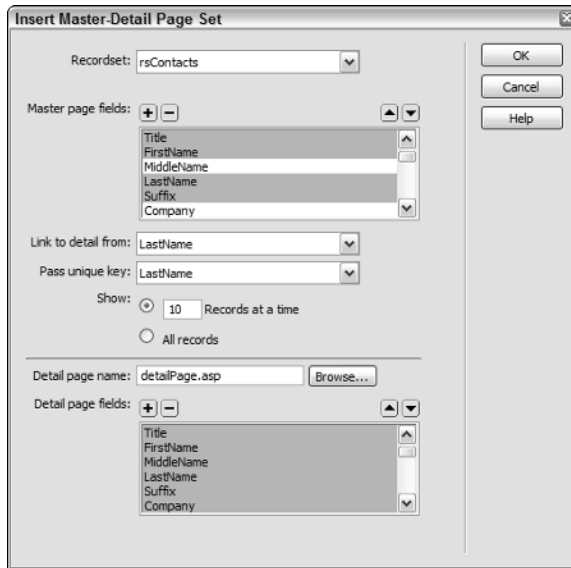 Insert Master-Detail Page Set
Recordset: rsContacts
OK
Cancel
Help
Master page fields:
Title
FirstName
MiddleName
LastName
Suffix
Company
Link to detail from: LastName
Pass unique key: LastName
Show: 10 Records at a time
All records
Detail page name: detailPage.asp Browse...
Detail page fields:
Title
FirstName
MiddleName
LastName
Suffix
Company